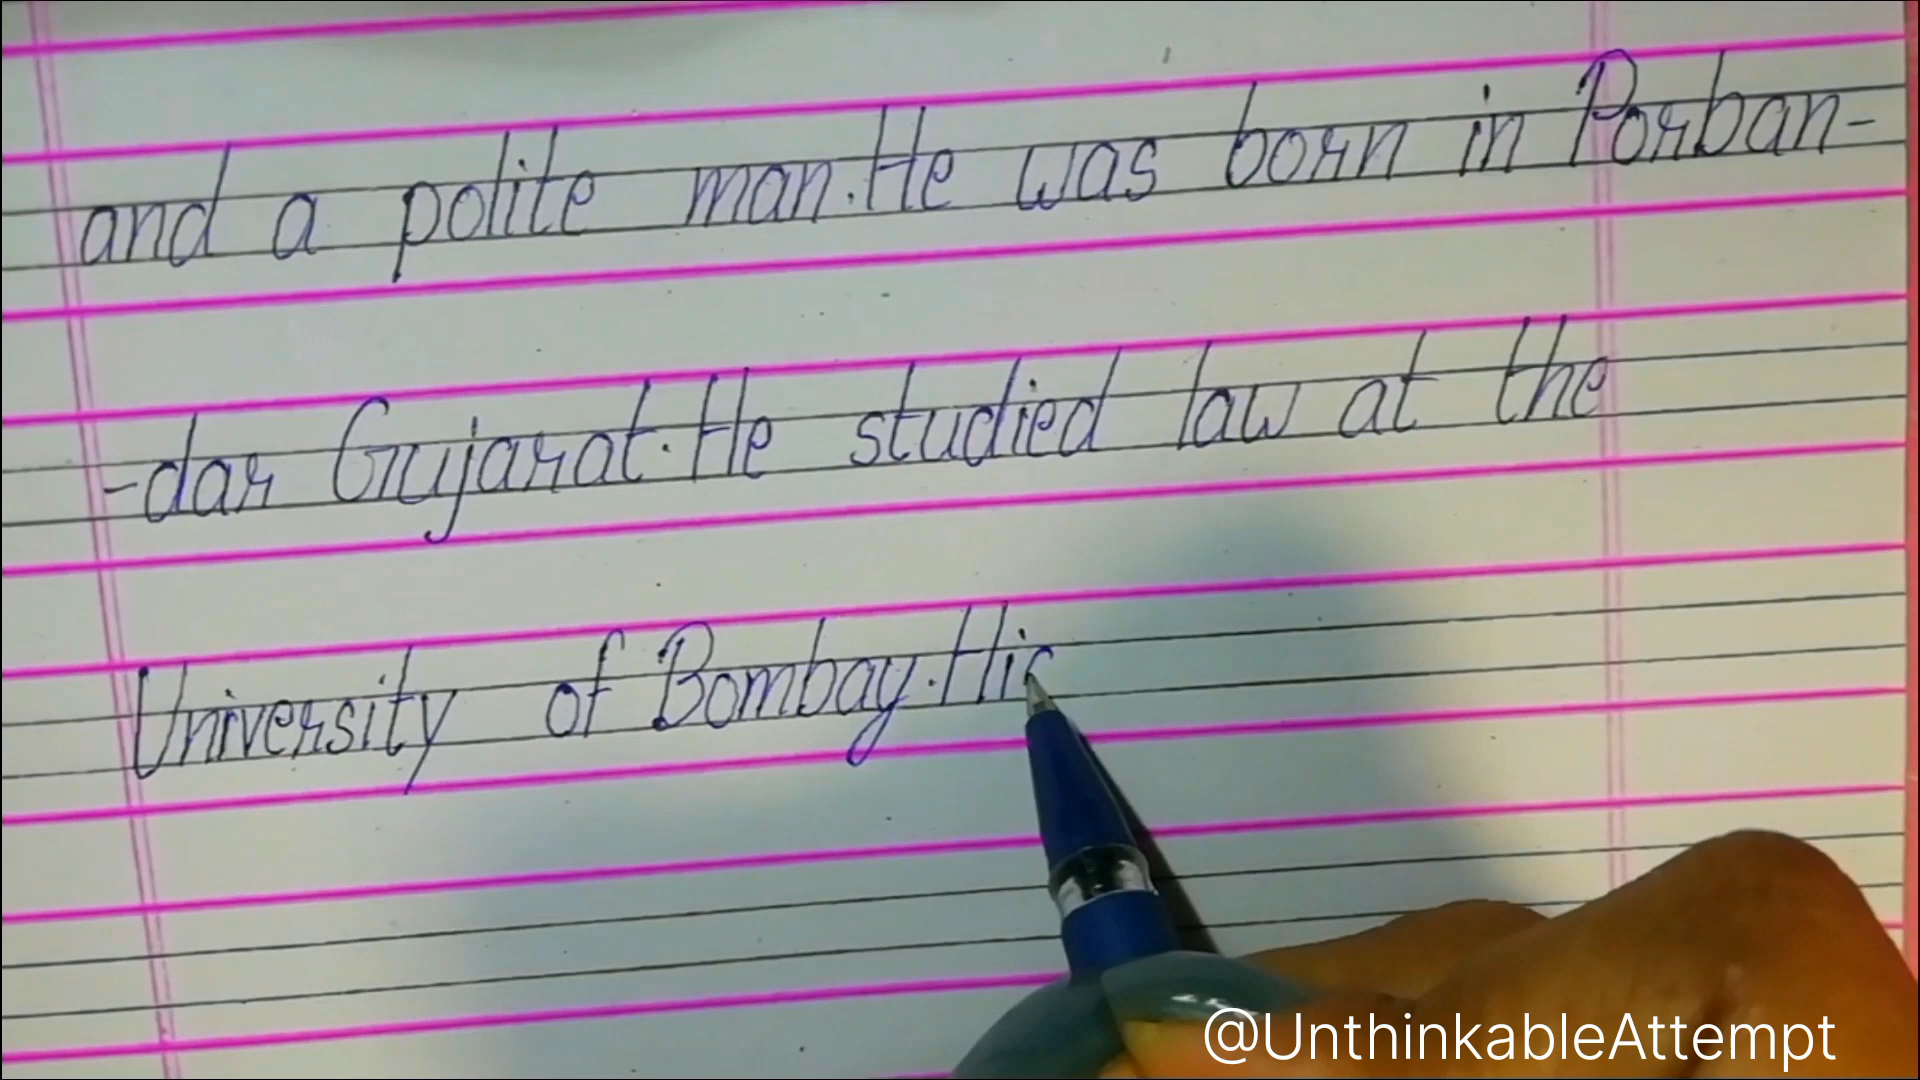 and a polite man. He was born in Porban-
-dar Gujarat. He studied law at the
University of Bombay. His
@UnthinkableAttempt